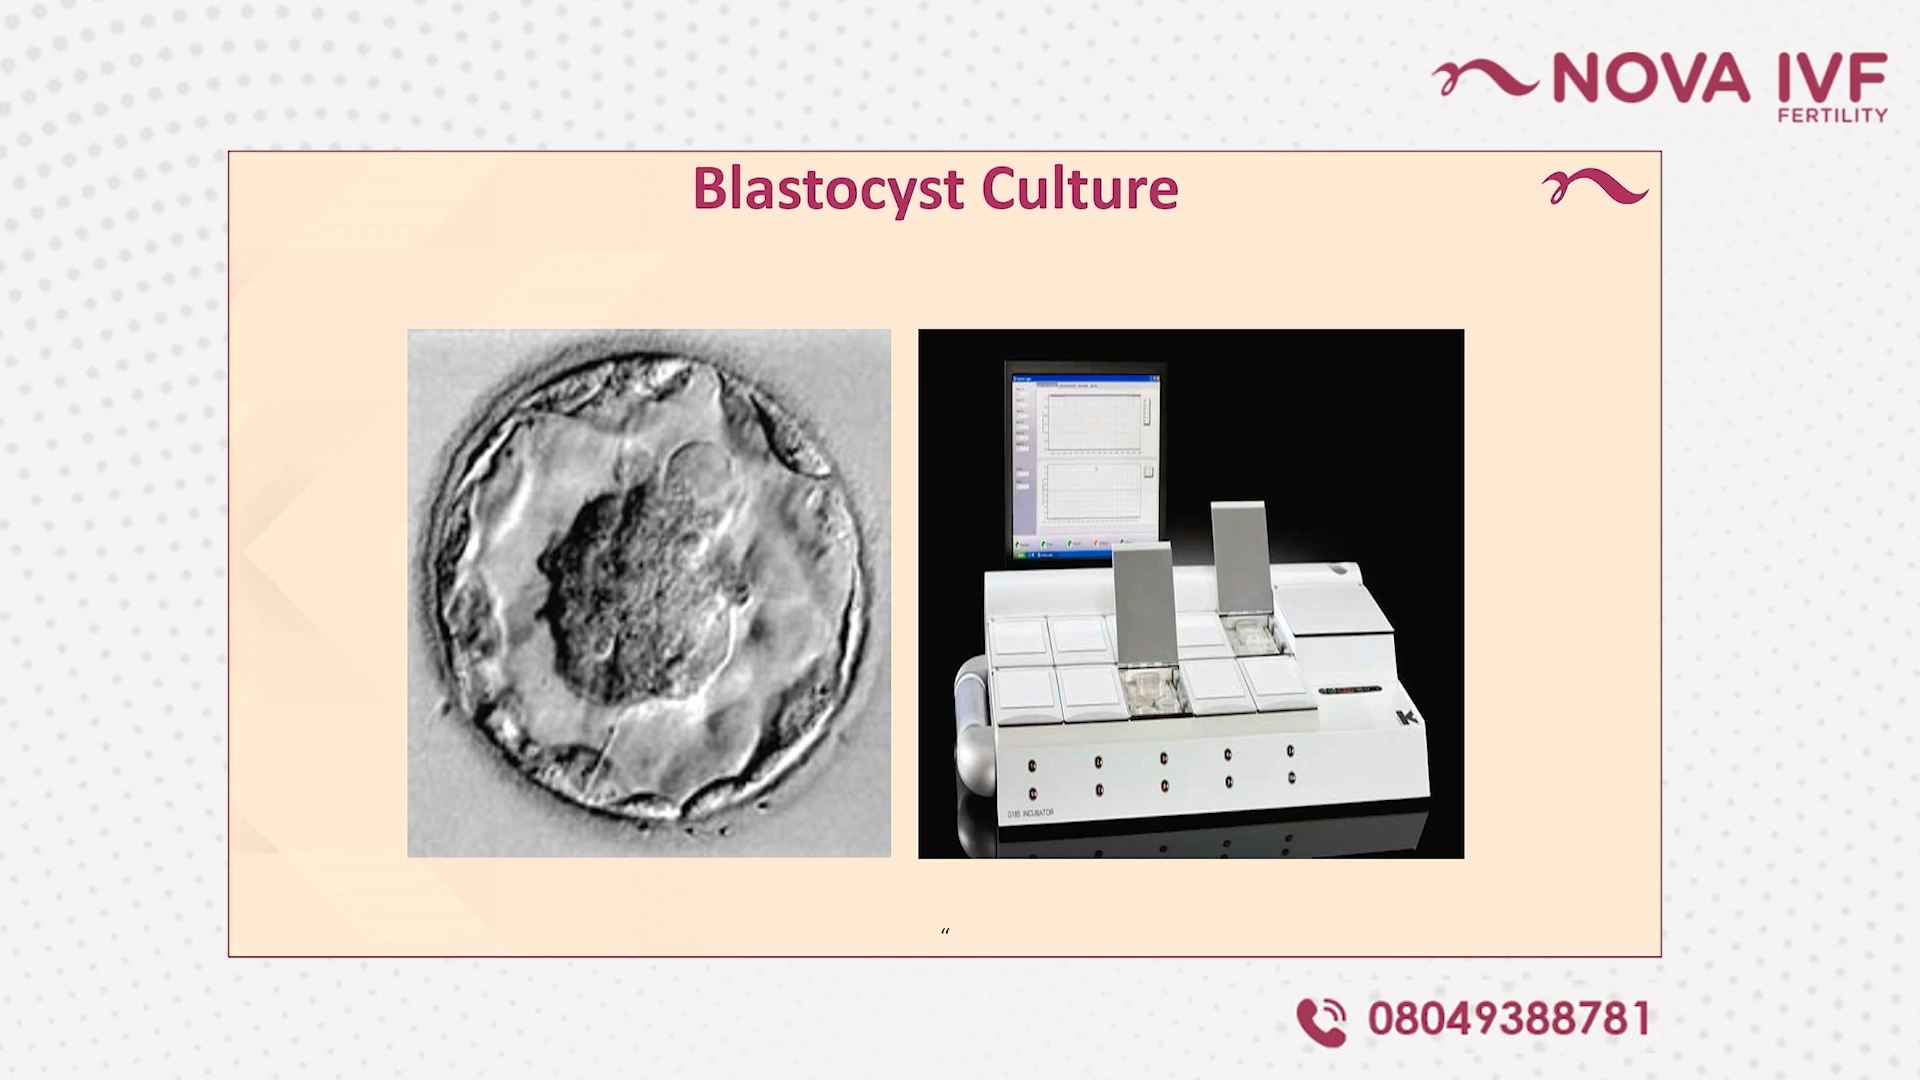 NOVA IVF
FERTILITY
Blastocyst Culture
G185 INCUBATOR
“
08049388781